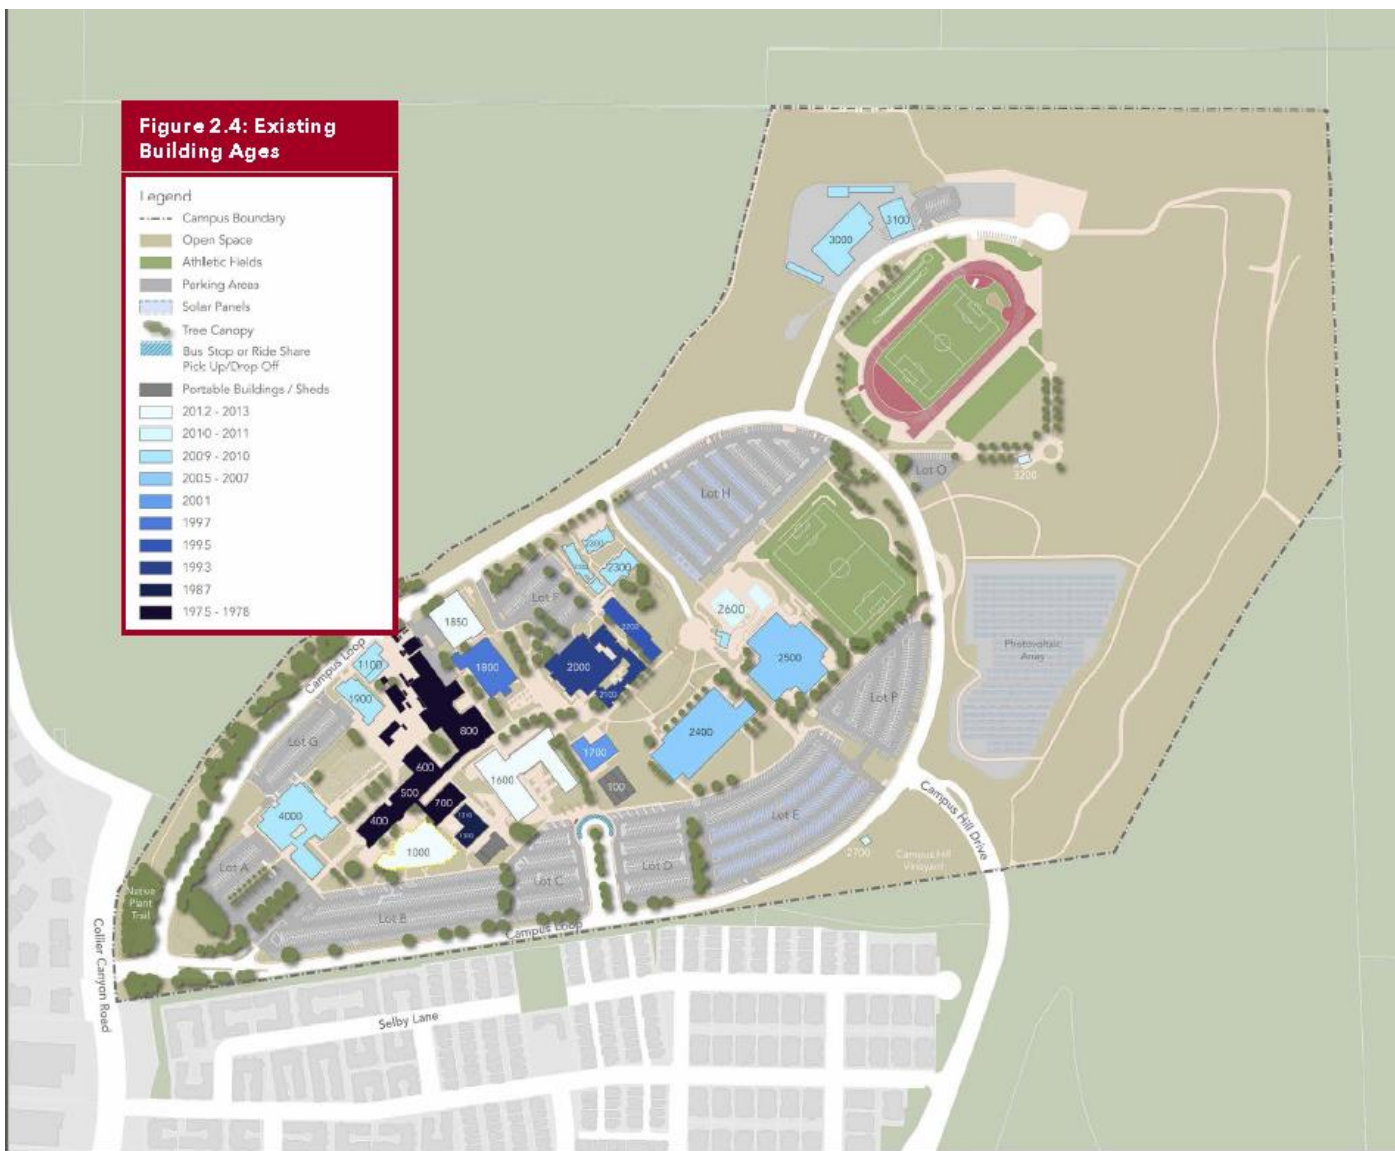 Figure 2.4: Existing
Building Ages
Legend
Campus Boundary
Open Space
Athletic Fields
Parking Areas
Solar Panels
Tree Canopy
Bus Stop or Ride Share
Pick Up/Drop Off
Portable Buildings / Sheds
2012 - 2013
2010 - 2011
2009 - 2010
2005 - 2007
2001
1997
1995
1993
1987
1975 - 1978
3100
3000
Lot O
3200
Lot H
2300
Lot F
2600
1850
2200
Photovoltaic
Array
2500
1800
2000
1100
Campus Loop
2100
1900
Lot P
800
2400
Lot G
1700
600
1600
100
500
700
4000
400
1310
1300
Lot E
Campus Hill Drive
1000
2700
Campus Hill
Vineyard
Lot A
Lot D
Lot C
Native
Plant
Trail
Lot B
Campus Loop
Collier Canyon Road
Selby Lane